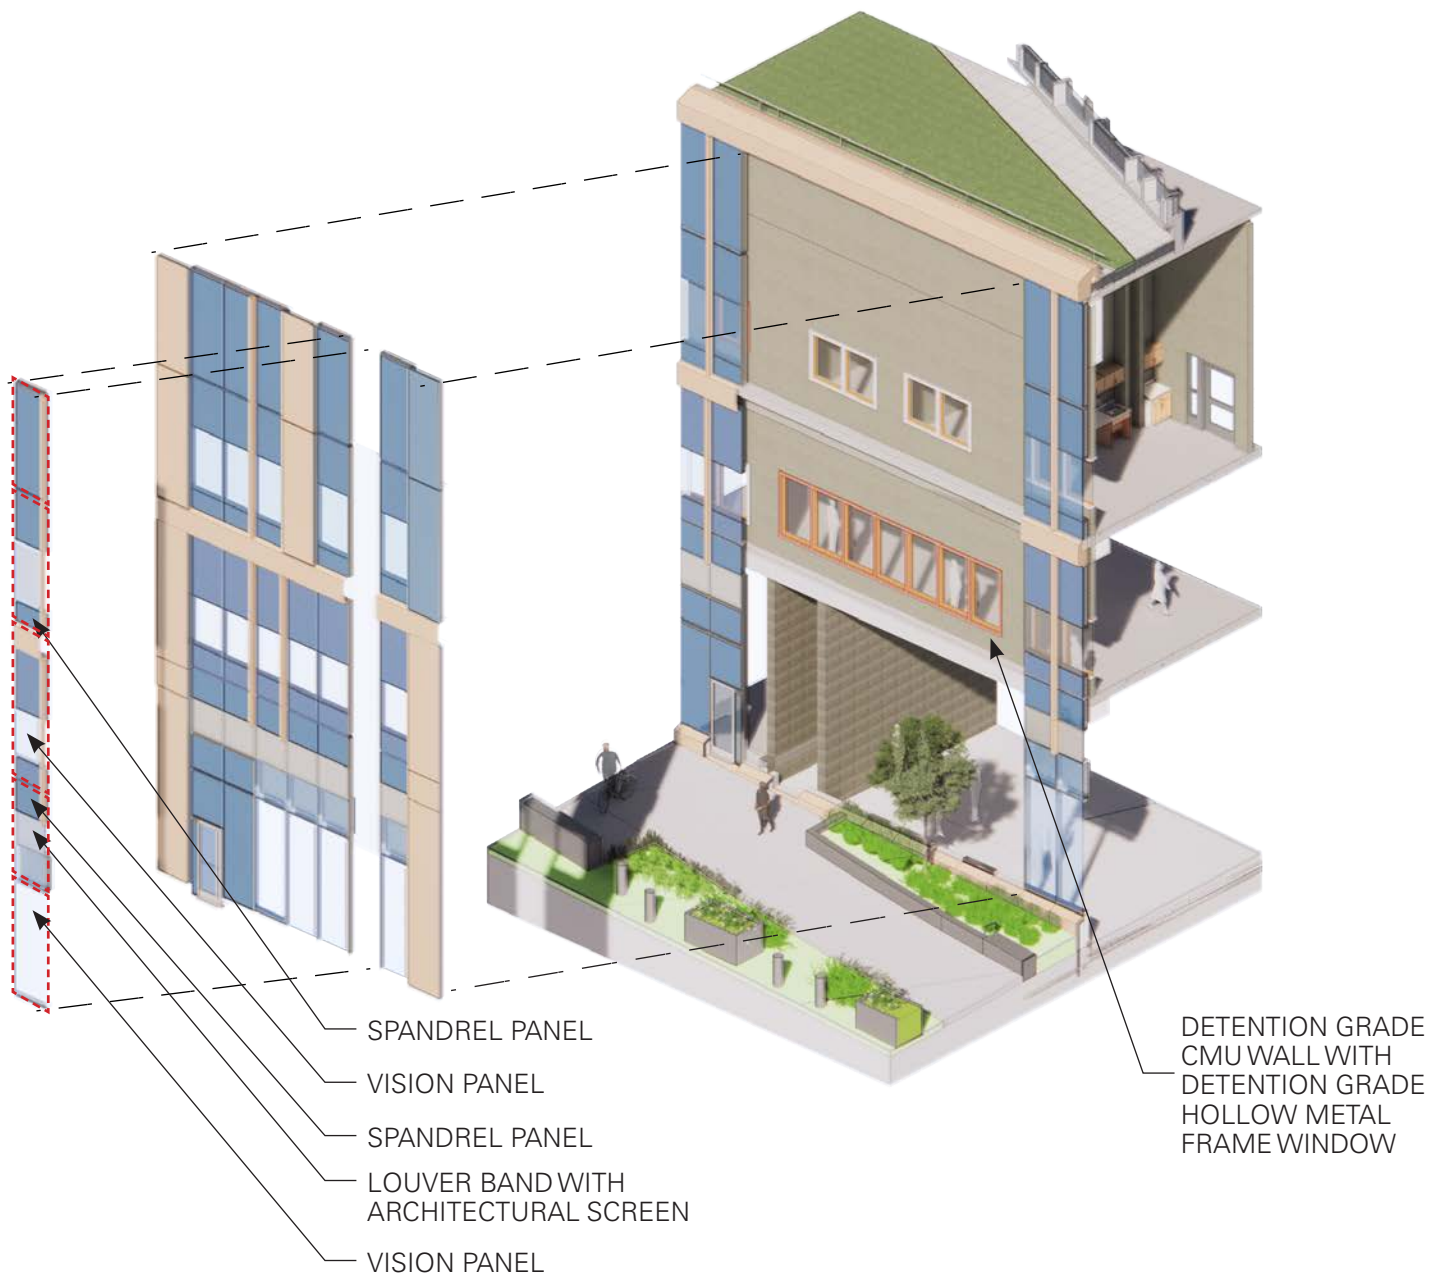 SPANDREL PANEL
VISION PANEL
SPANDREL PANEL
LOUVER BAND WITH
ARCHITECTURAL SCREEN
VISION PANEL
DETENTION GRADE
CMU WALL WITH
DETENTION GRADE
HOLLOW METAL
FRAME WINDOW